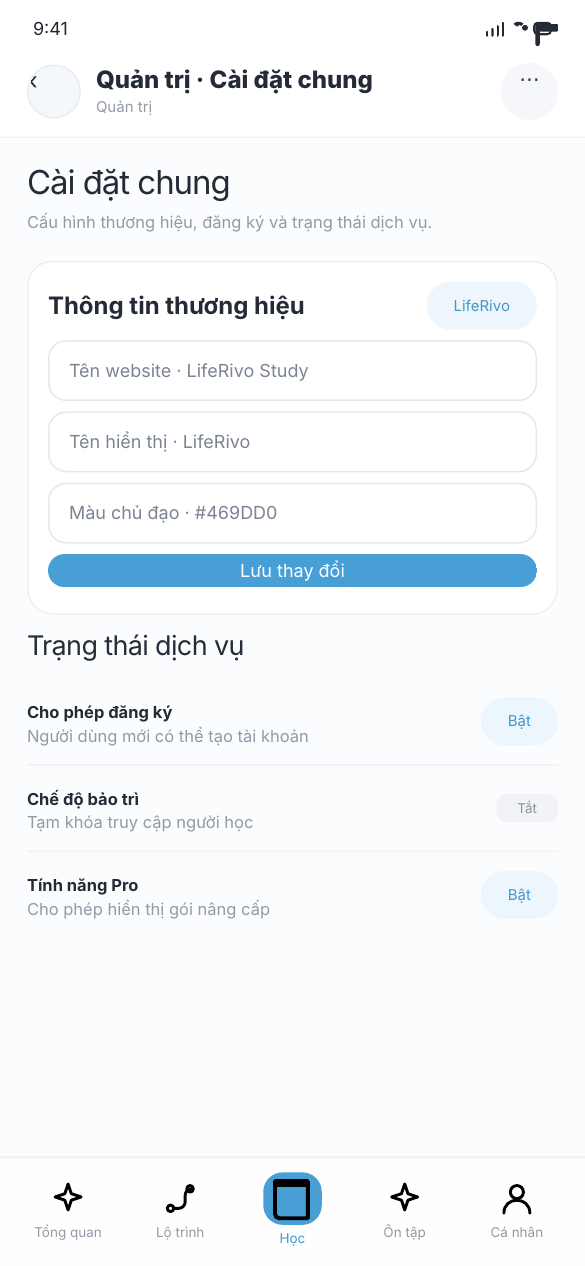 9:41
Quản trị · Cài đặt chung
Quản trị
Cài đặt chung
Cấu hình thương hiệu, đăng ký và trạng thái dịch vụ.
Thông tin thương hiệu
LifeRivo
Tên website · LifeRivo Study
Tên hiển thị · LifeRivo
Màu chủ đạo · #469DD0
Lưu thay đổi
Trạng thái dịch vụ
Cho phép đăng ký
Người dùng mới có thể tạo tài khoản
Bật
Chế độ bảo trì
Tạm khóa truy cập người học
Tắt
Tính năng Pro
Cho phép hiển thị gói nâng cấp
Bật
Tổng quan
Lộ trình
Học
Ôn tập
Cá nhân